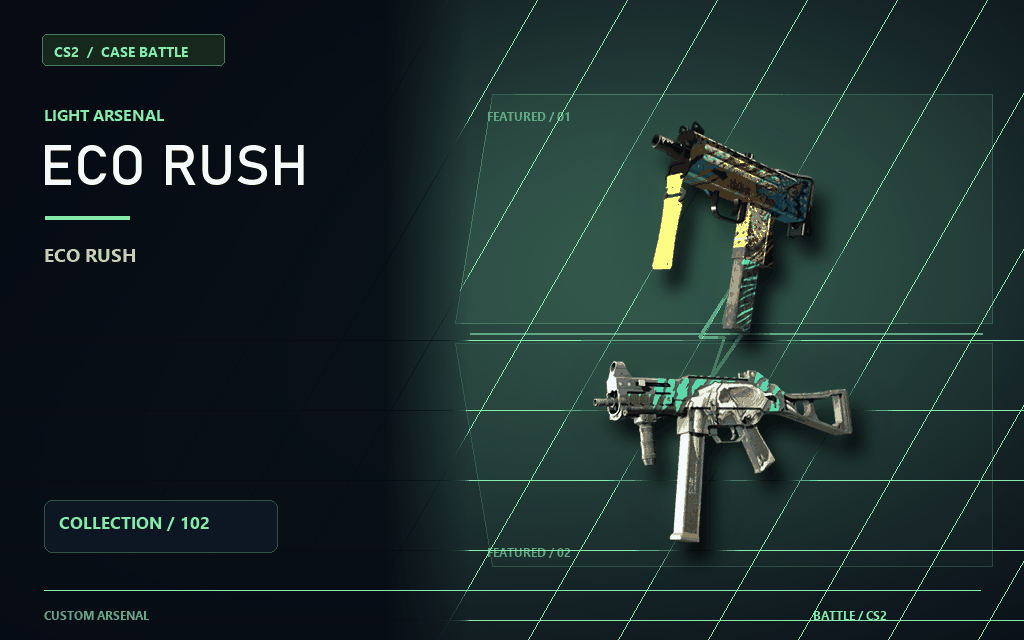 CS2 / CASE BATTLE
LIGHT ARSENAL
ECO RUSH
ECO RUSH
FEATURED / 01
COLLECTION / 102
FEATURED / 02
CUSTOM ARSENAL
BATTLE / CS2